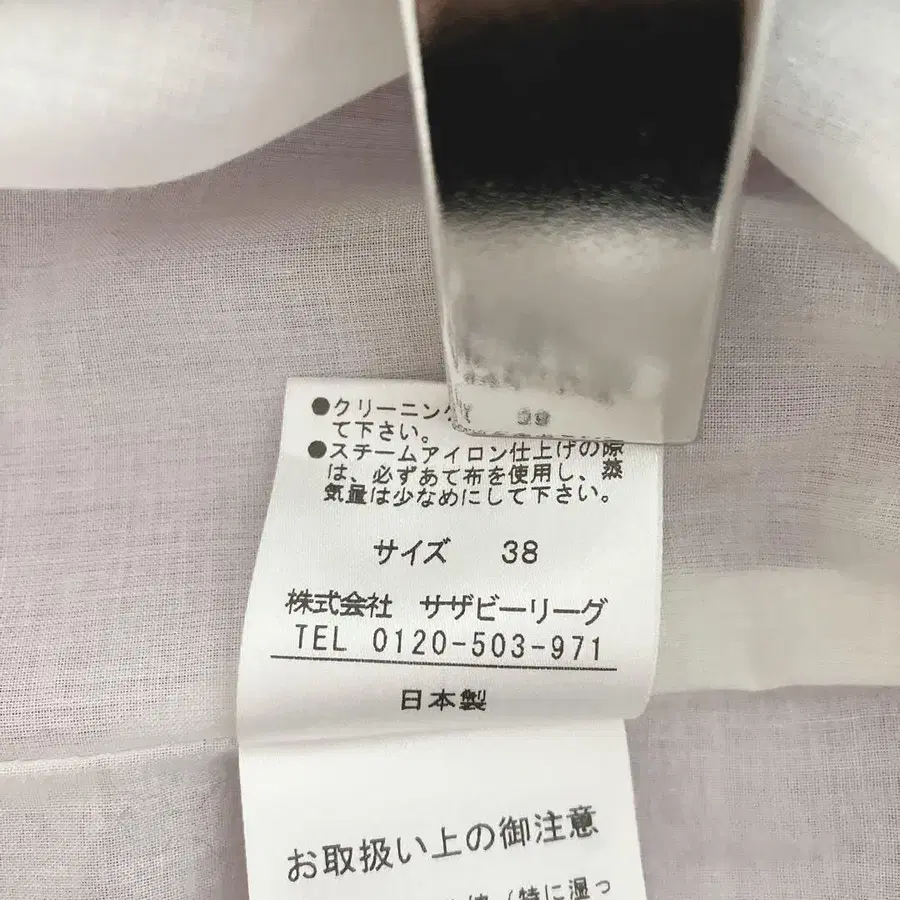 ●クリーニング
て下さい。
●スチームアイロン仕上げの際
は、必ずあて布を使用し、蒸
気量は少なめにして下さい。
サイズ 38
株式会社 サザビーリーグ
TEL 0120-503-971
日本製
お取扱い上の御注意
(特に湿っ